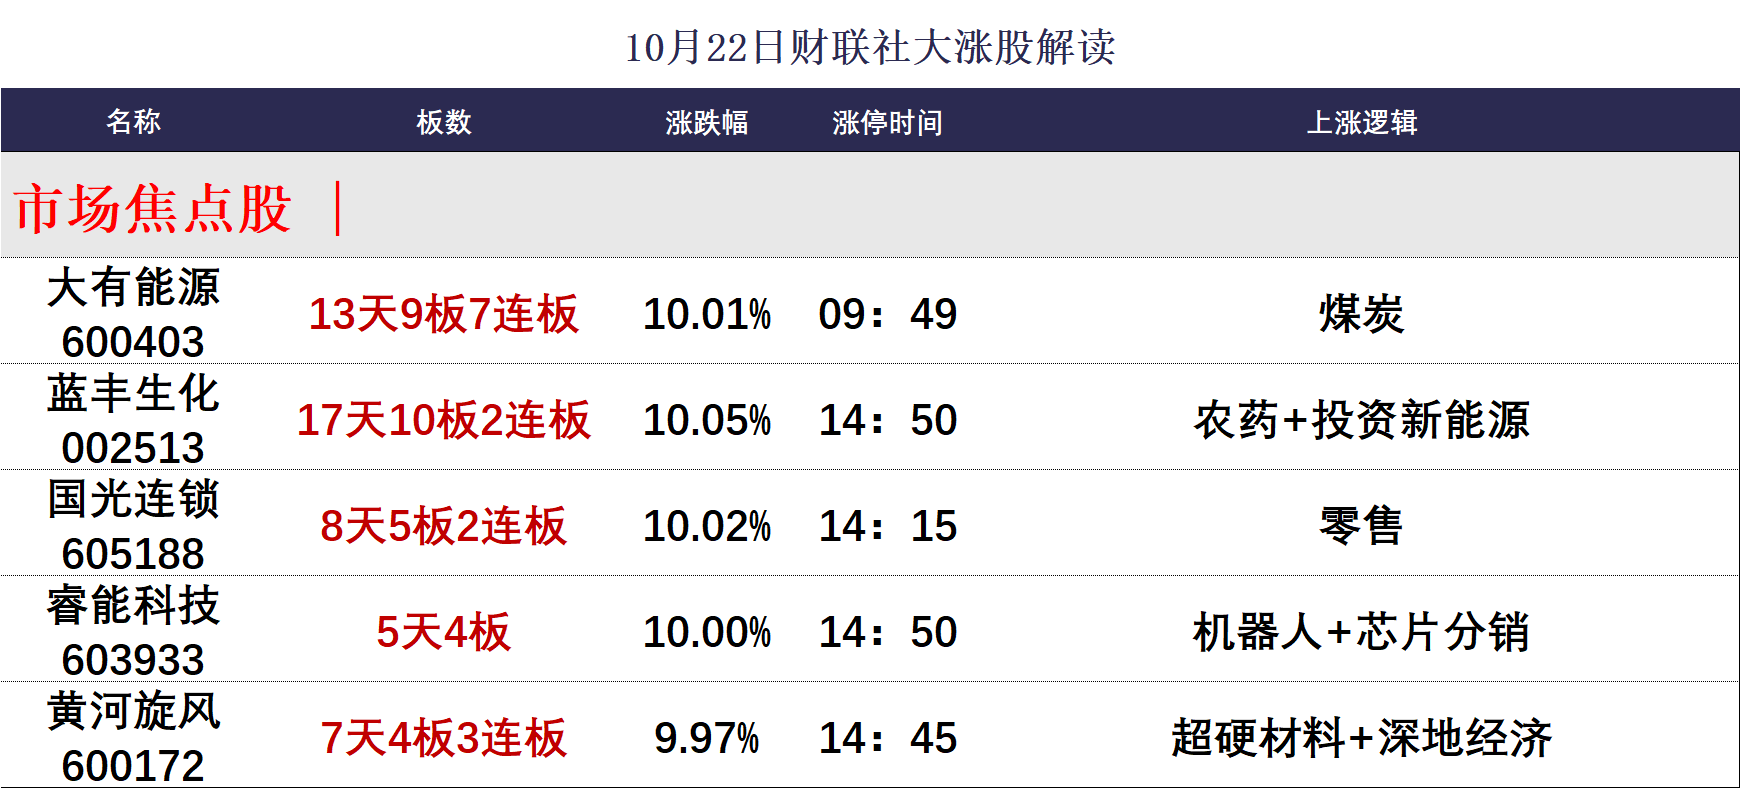 10月22日财联社大涨股解读
名称 板数 涨跌幅 涨停时间 上涨逻辑
市场焦点股 |
大有能源
600403 13天9板7连板 10.01% 09：49 煤炭
蓝丰生化
002513 17天10板2连板 10.05% 14：50 农药+投资新能源
国光连锁
605188 8天5板2连板 10.02% 14：15 零售
睿能科技
603933 5天4板 10.00% 14：50 机器人+芯片分销
黄河旋风
600172 7天4板3连板 9.97% 14：45 超硬材料+深地经济